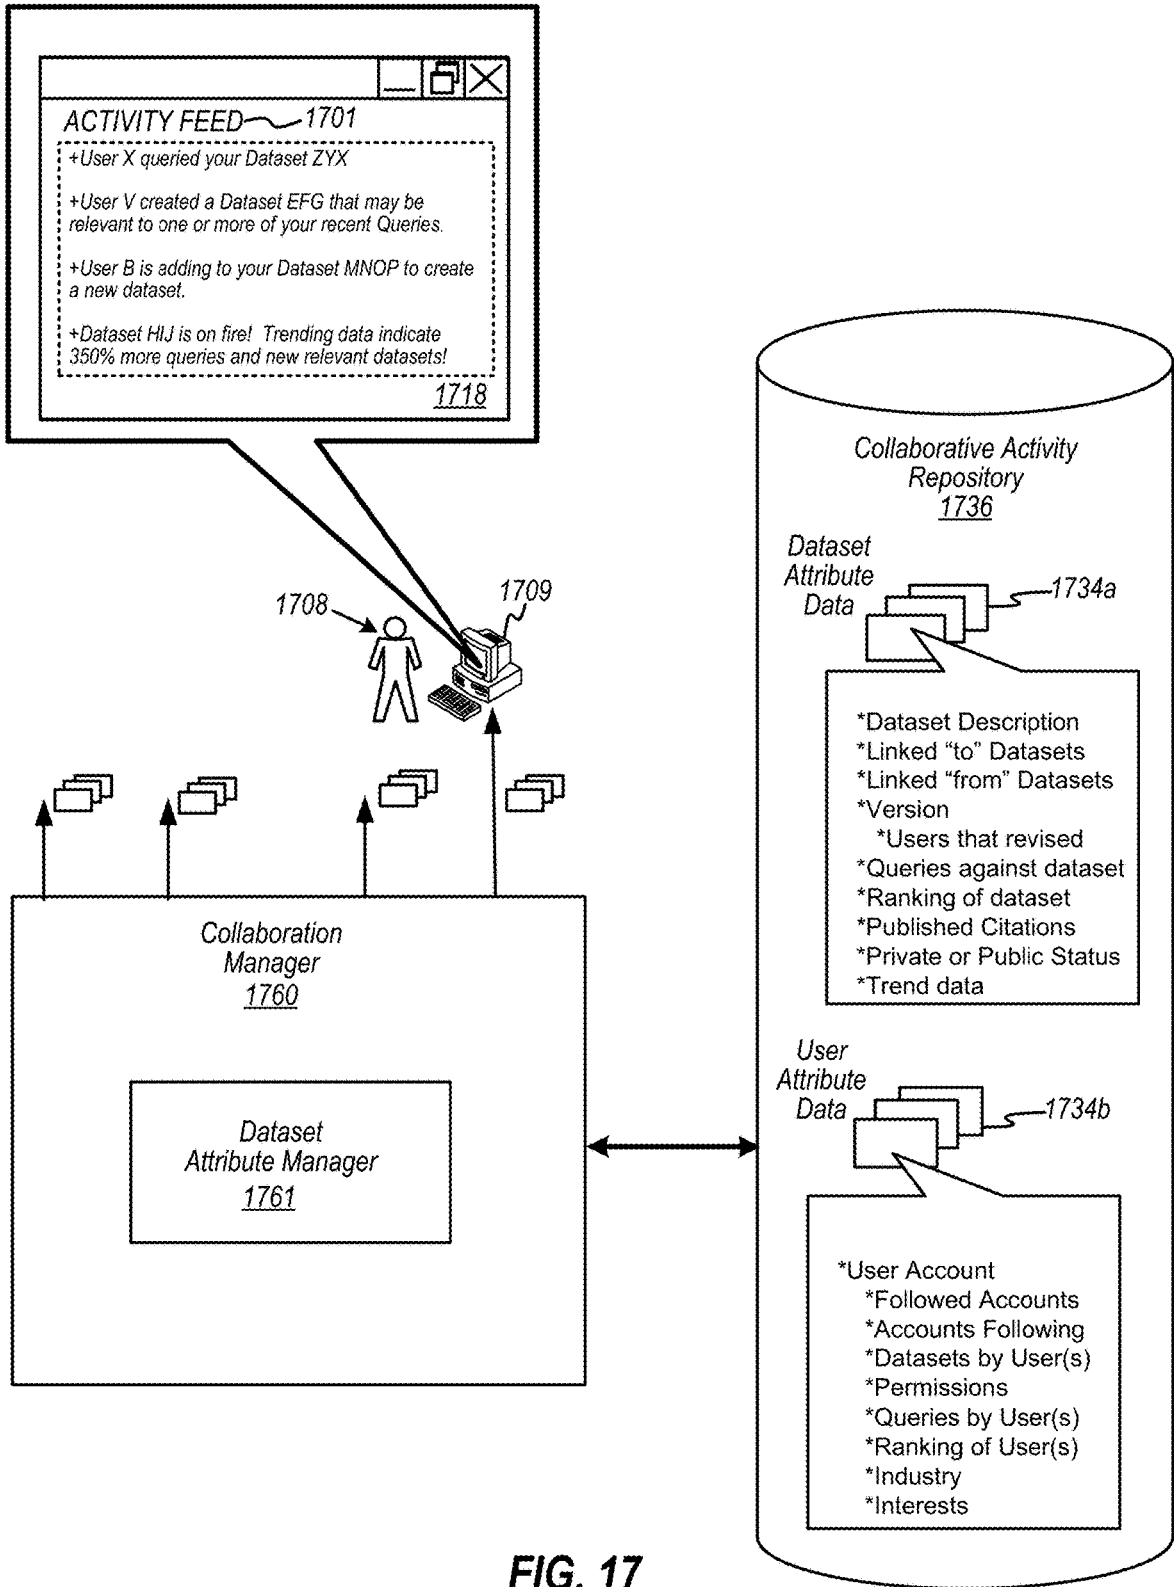 ACTIVITY FEED 1701
+User X queried your Dataset ZYX
+User V created a Dataset EFG that may be
relevant to one or more of your recent Queries.
+User B is adding to your Dataset MNOP to create
a new dataset.
+Dataset HIJ is on fire! Trending data indicate
350% more queries and new relevant datasets!
1718
1708
1709
Collaboration
Manager
1760
Dataset
Attribute Manager
1761
Collaborative Activity
Repository
1736
Dataset
Attribute
Data
1734a
*Dataset Description
*Linked "to" Datasets
*Linked "from" Datasets
*Version
*Users that revised
*Queries against dataset
*Ranking of dataset
*Published Citations
*Private or Public Status
*Trend data
User
Attribute
Data
1734b
*User Account
*Followed Accounts
*Accounts Following
*Datasets by User(s)
*Permissions
*Queries by User(s)
*Ranking of User(s)
*Industry
*Interests
FIG. 17